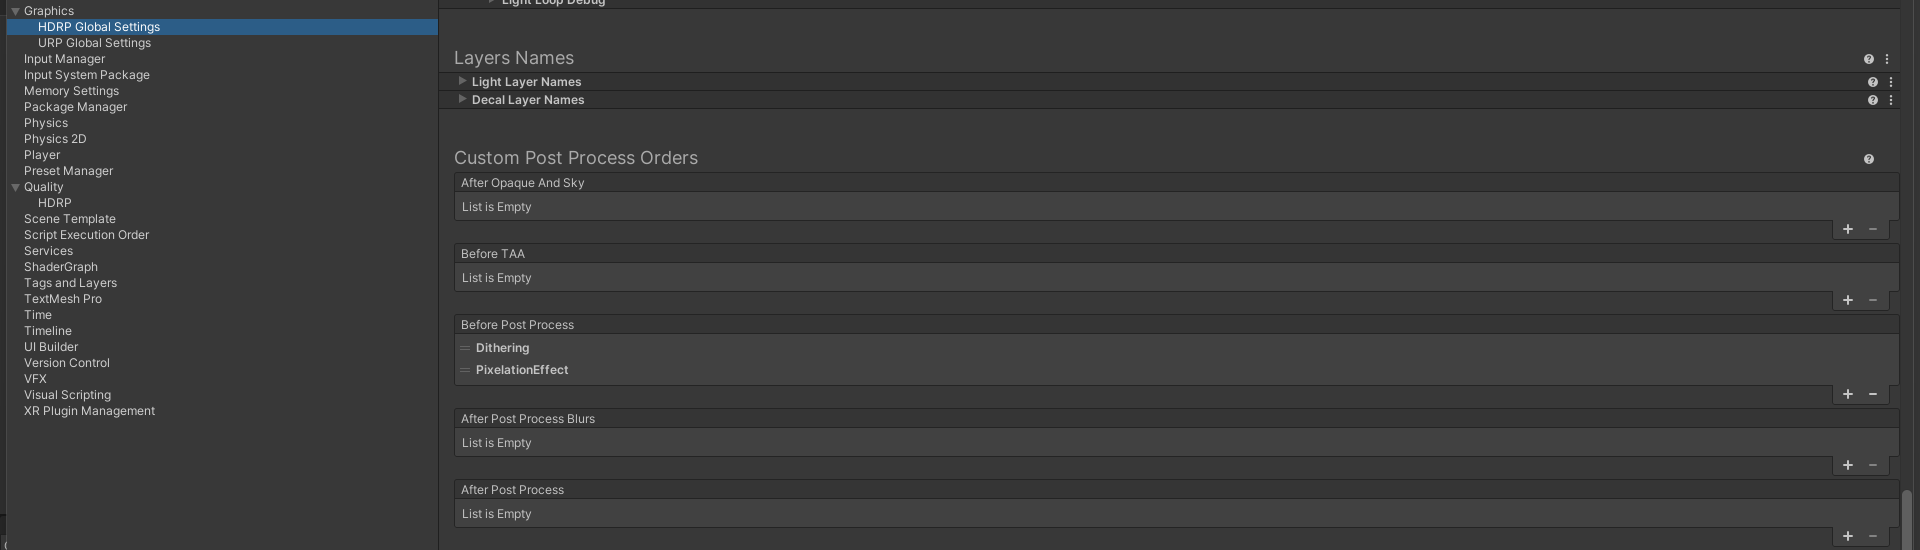 Graphics
HDRP Global Settings
URP Global Settings
Input Manager
Input System Package
Memory Settings
Package Manager
Physics
Physics 2D
Player
Preset Manager
Quality
HDRP
Scene Template
Script Execution Order
Services
ShaderGraph
Tags and Layers
TextMesh Pro
Time
Timeline
UI Builder
Version Control
VFX
Visual Scripting
XR Plugin Management
Light Loop Debug
Layers Names
Light Layer Names
Decal Layer Names
Custom Post Process Orders
After Opaque And Sky
List is Empty
Before TAA
List is Empty
Before Post Process
Dithering
PixelationEffect
After Post Process Blurs
List is Empty
After Post Process
List is Empty